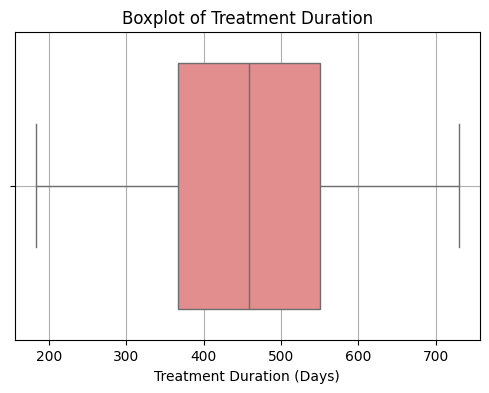 Boxplot of Treatment Duration
200 300 400 500 600 700
Treatment Duration (Days)